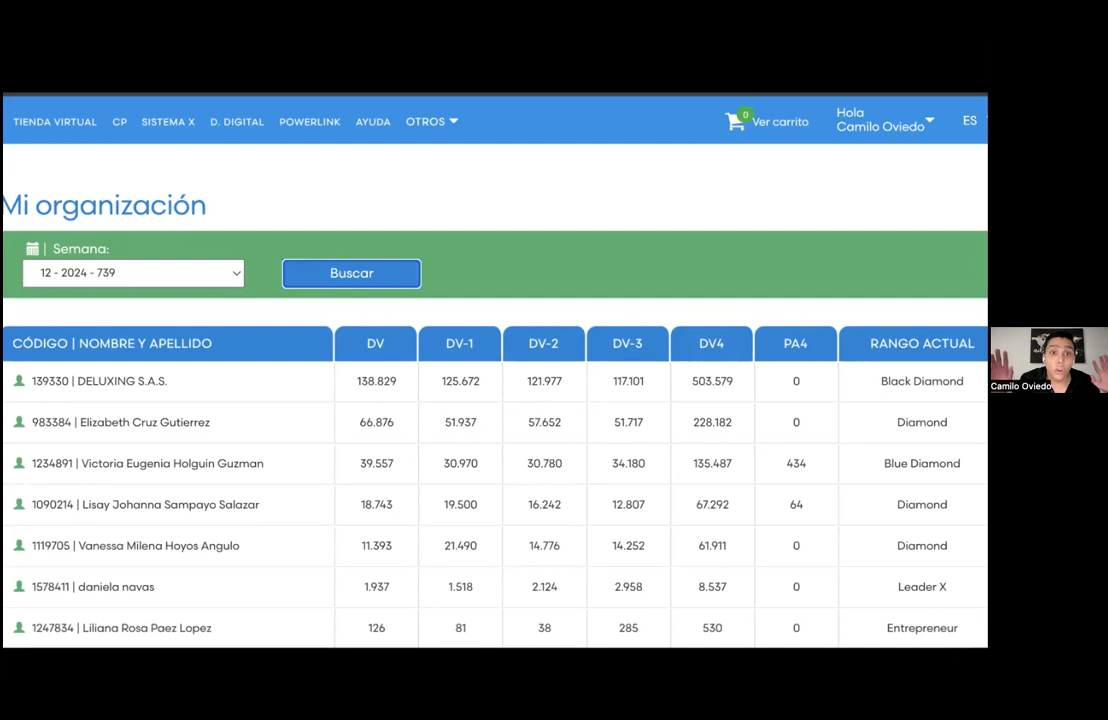 TIENDA VIRTUAL CP SISTEMA X D. DIGITAL POWERLINK AYUDA OTROS 0 Ver carrito Hola Camilo Oviedo ES
Mi organización
| Semana:
12 - 2024 - 739 Buscar
CÓDIGO | NOMBRE Y APELLIDO DV DV-1 DV-2 DV-3 DV4 PA4 RANGO ACTUAL
139330 | DELUXING S.A.S. 138.829 125.672 121.977 117.101 503.579 0 Black Diamond
983384 | Elizabeth Cruz Gutierrez 66.876 51.937 57.652 51.717 228.182 0 Diamond
1234891 | Victoria Eugenia Holguin Guzman 39.557 30.970 30.780 34.180 135.487 434 Blue Diamond
1090214 | Lisay Johanna Sampayo Salazar 18.743 19.500 16.242 12.807 67.292 64 Diamond
1119705 | Vanessa Milena Hoyos Angulo 11.393 21.490 14.776 14.252 61.911 0 Diamond
1578411 | daniela navas 1.937 1.518 2.124 2.958 8.537 0 Leader X
1247834 | Liliana Rosa Paez Lopez 126 81 38 285 530 0 Entrepreneur
Camilo Oviedo